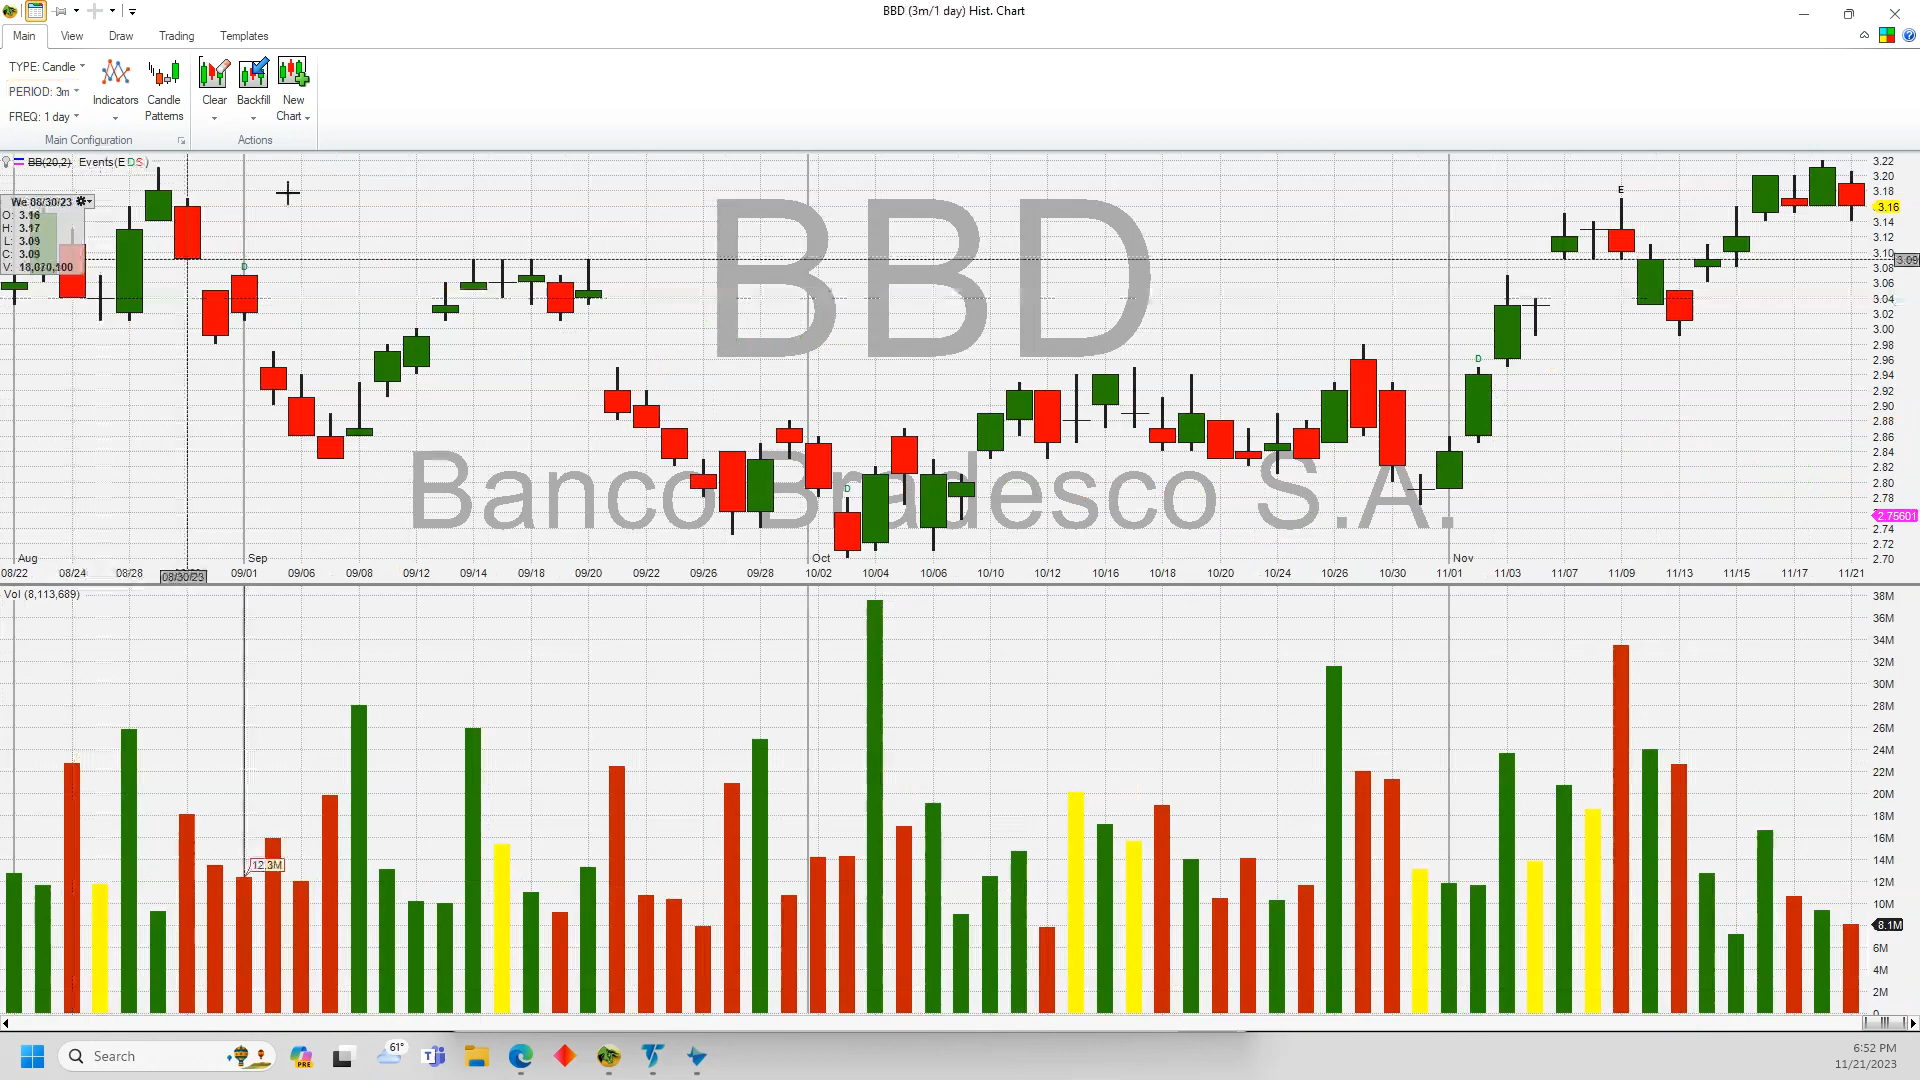 BBD (3m/1 day) Hist. Chart
Main View Draw Trading Templates
TYPE: Candle
PERIOD: 3m
FREQ: 1 day
Indicators
Candle Patterns
Clear
Backfill
New Chart
Main Configuration
Actions
BB(20,2) Events(EDS)
We 08/30/23
O: 3.16
H: 3.17
L: 3.09
C: 3.09
V: 18,070,100
BBD
Banco Bradesco S.A.
D
D
D
E
3.22
3.20
3.18
3.16
3.14
3.12
3.10
3.09
3.08
3.06
3.04
3.02
3.00
2.98
2.96
2.94
2.92
2.90
2.88
2.86
2.84
2.82
2.80
2.78
2.75601
2.74
2.72
2.70
Aug Sep Oct Nov
08/22 08/24 08/28 08/30/23 09/01 09/06 09/08 09/12 09/14 09/18 09/20 09/22 09/26 09/28 10/02 10/04 10/06 10/10 10/12 10/16 10/18 10/20 10/24 10/26 10/30 11/01 11/03 11/07 11/09 11/13 11/15 11/17 11/21
Vol (8,113,689)
38M
36M
34M
32M
30M
28M
26M
24M
22M
20M
18M
16M
14M
12M
10M
8.1M
6M
4M
2M
0
12.3M
Search
PRE
61°
6:52 PM
11/21/2023